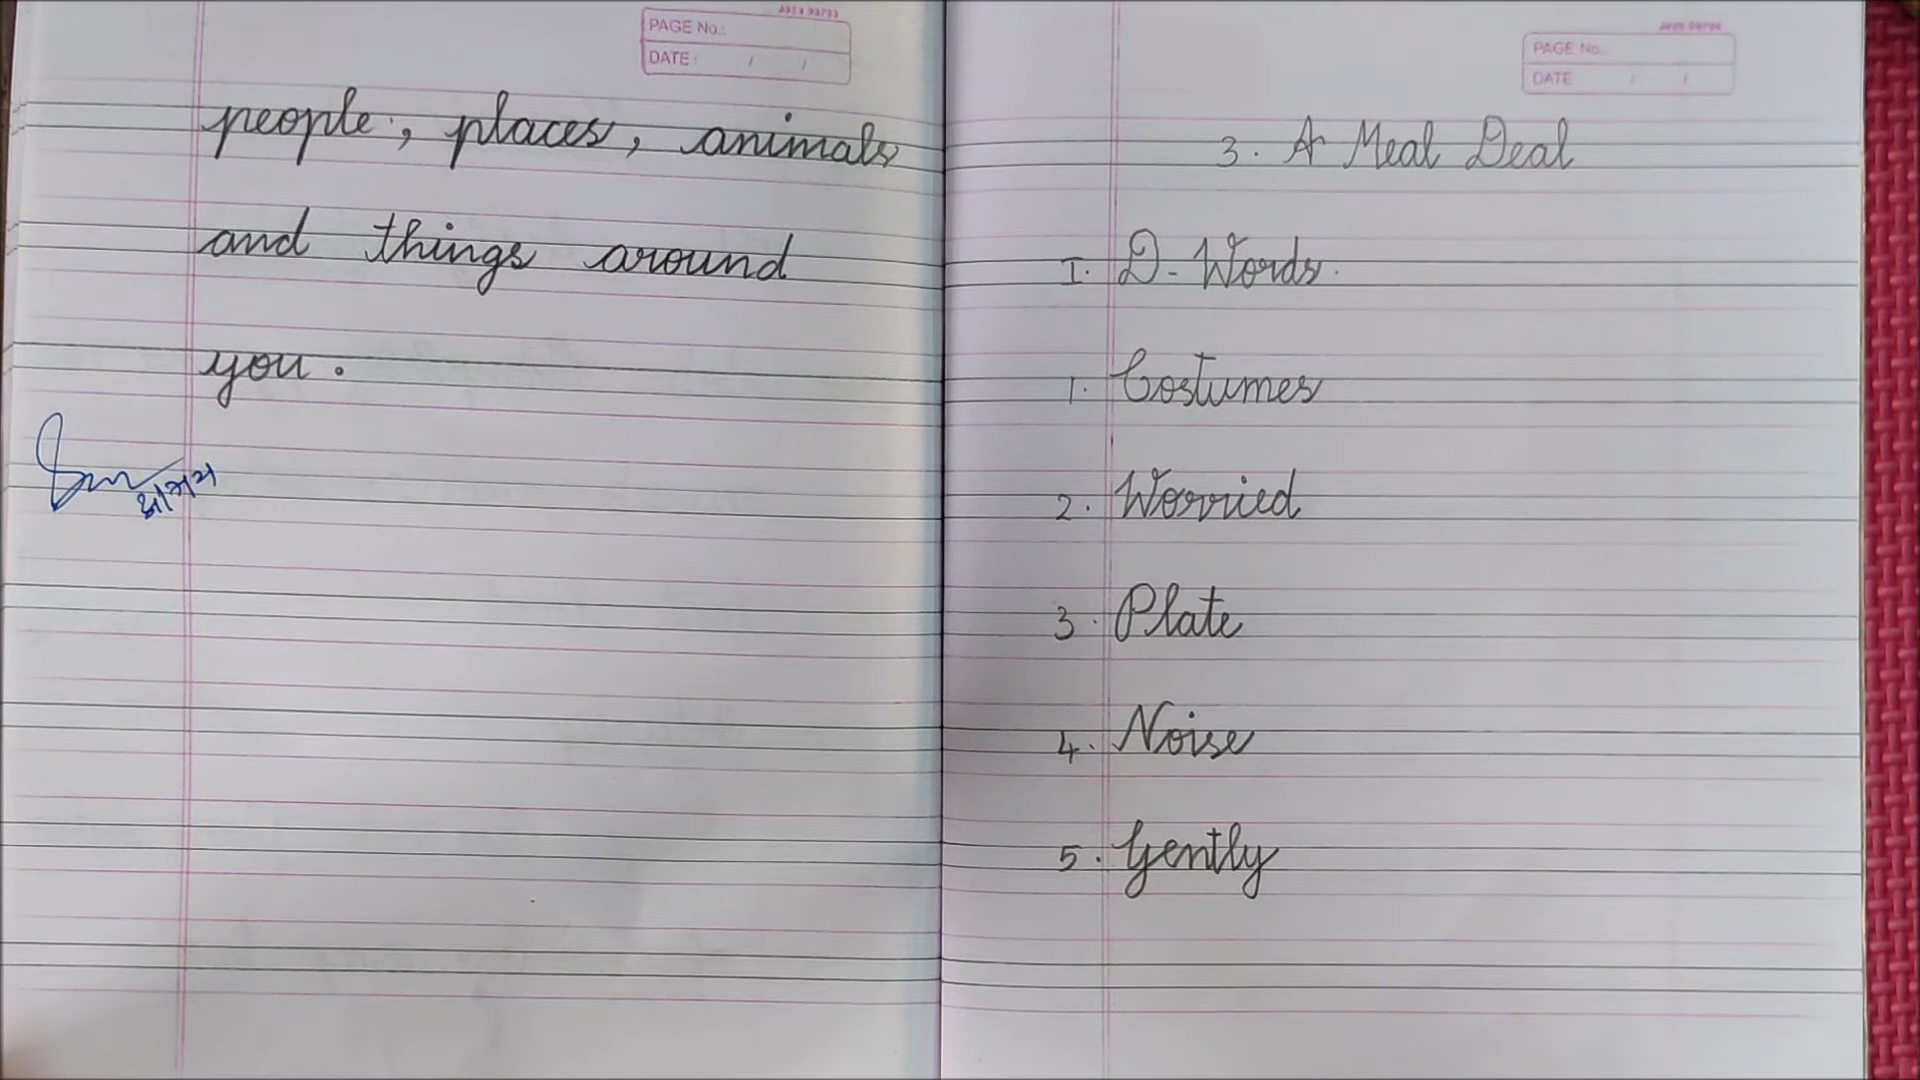 PAGE No.:
DATE: / /
people, places, animals
and things around
you.
PAGE No.
DATE / /
3. A Meal Deal
I. D-Words.
1. Costumes
2. Worried
3. Plate
4. Noise
5. Gently